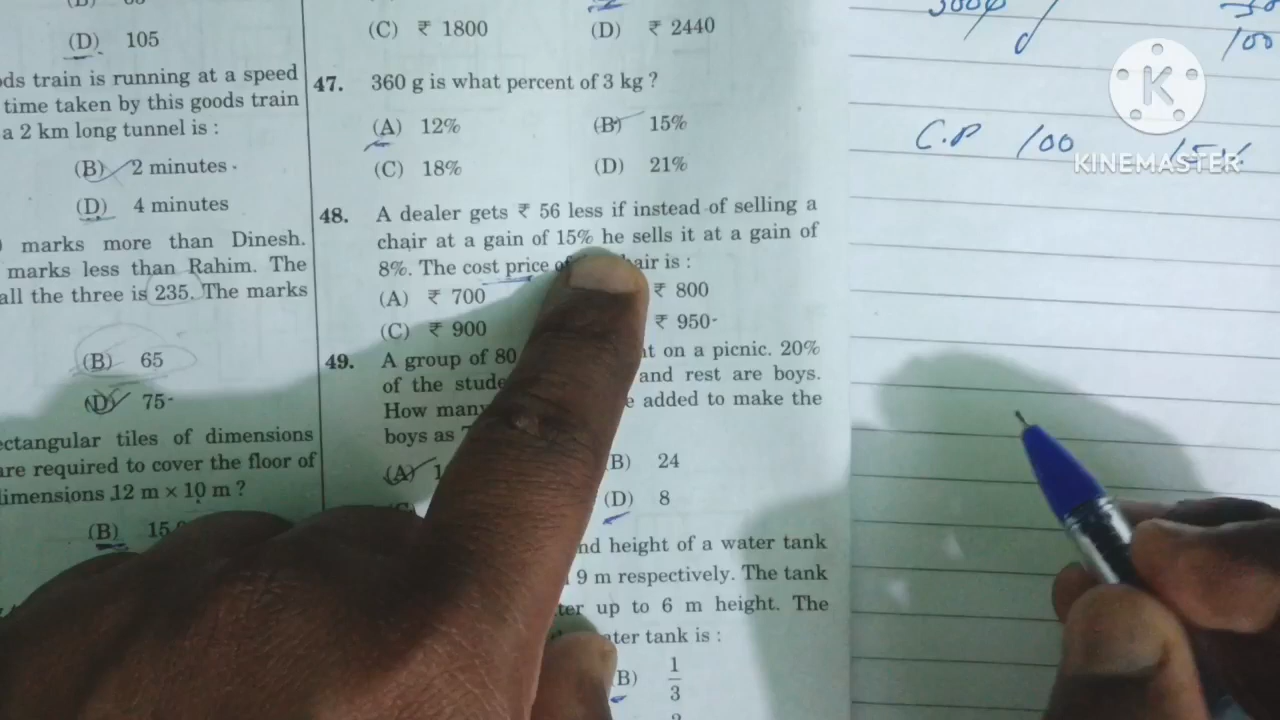 (D) 105
ods train is running at a speed
time taken by this goods train
a 2 km long tunnel is :
(B) 2 minutes
(D) 4 minutes
marks more than Dinesh.
marks less than Rahim. The
all the three is 235. The marks
(B) 65
(D) 75
ectangular tiles of dimensions
are required to cover the floor of
dimensions 12 m × 10 m ?
(B)
(C) ₹ 1800 (D) ₹ 2440
47. 360 g is what percent of 3 kg ?
(A) 12% (B) 15%
(C) 18% (D) 21%
48. A dealer gets ₹ 56 less if instead of selling a
chair at a gain of 15% he sells it at a gain of
8%. The cost price air is :
(A) ₹ 700 ₹ 800
(C) ₹ 900 ₹ 950
49. A group of 80 nt on a picnic. 20%
of the stude and rest are boys.
How many e added to make the
boys as
(A) B) 24
(D) 8
nd height of a water tank
9 m respectively. The tank
ter up to 6 m height. The
ater tank is :
(B) 1/3
100
C.P 100 15%
K
KINEMASTER